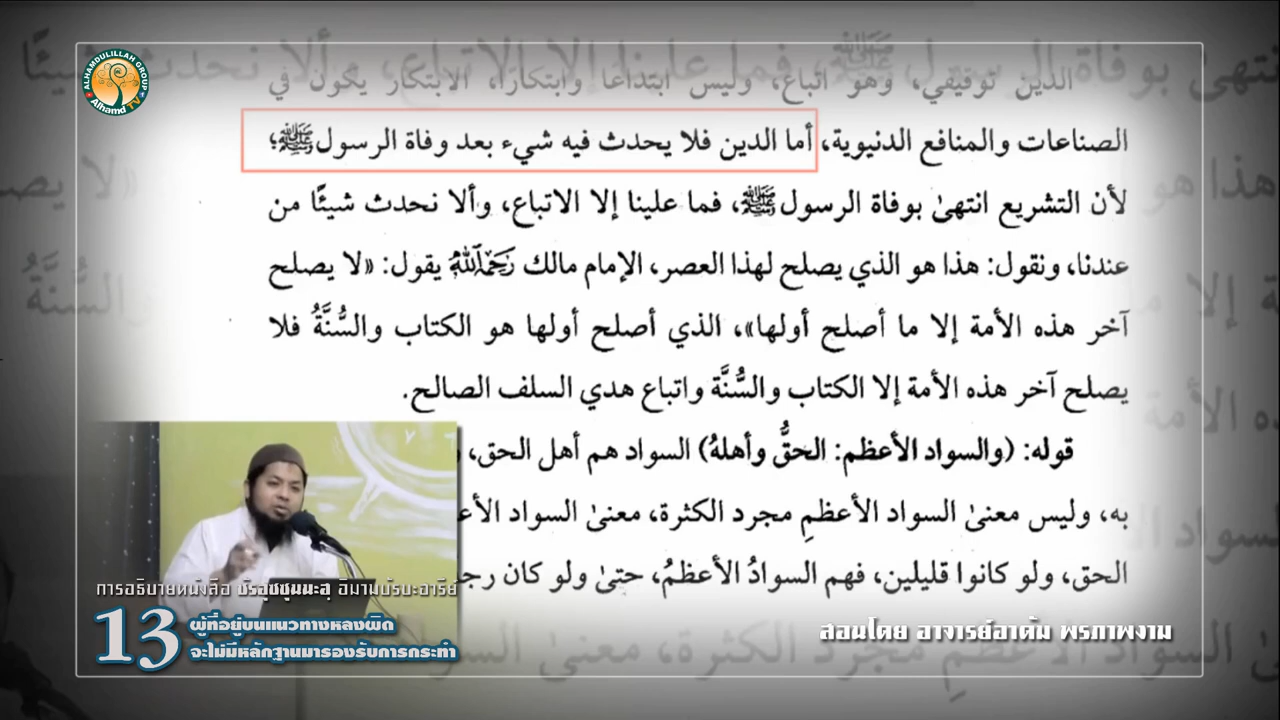 ALHAMDULILLAH GROUP
Alhamd TV
الدين توقيفي، وهو اتباع، وليس ابتداعًا وابتكارًا، الابتكار يكون في
الصناعات والمنافع الدنيوية، أما الدين فلا يحدث فيه شيء بعد وفاة الرسول ﷺ؛
لأن التشريع انتهىٰ بوفاة الرسول ﷺ، فما علينا إلا الاتباع، وألا نحدث شيئًا من
عندنا، ونقول: هذا هو الذي يصلح لهذا العصر، الإمام مالك رَحِمَهُ ٱللَّهُ يقول: «لا يصلح
آخر هذه الأمة إلا ما أصلح أولها»، الذي أصلح أولها هو الكتاب والسُّنَّةُ فلا
يصلح آخر هذه الأمة إلا الكتاب والسُّنَّة واتباع هدي السلف الصالح.
قوله: (والسواد الأعظم: الحقُّ وأهلهُ) السواد هم أهل الحق،
به، وليس معنىٰ السواد الأعظمِ مجرد الكثرة، معنىٰ السواد
الحق، ولو كانوا قليلين، فهم السوادُ الأعظمُ، حتىٰ ولو كان
การอธิบายหนังสือ ชัรฮุซซุนนะฮฺ อิมามบัรบะฮารีย์
13 ผู้ที่อยู่บนแนวทางหลงผิด
จะไม่มีหลักฐานมารองรับการกระทำ
สอนโดย อาจารย์อาดัม พรภาพงาม